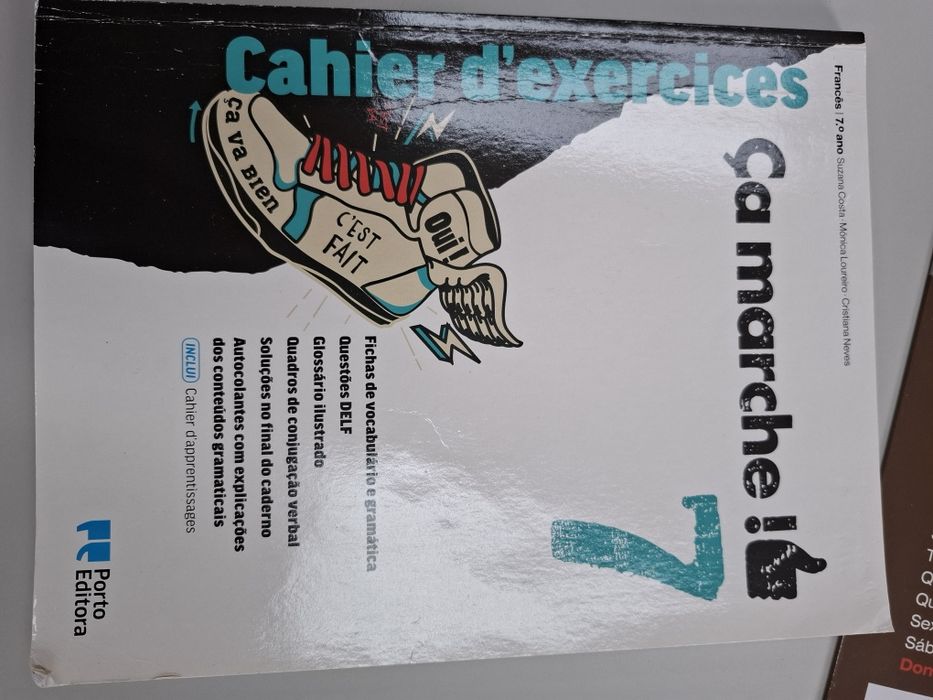 Francês | 7.º ano Suzana Costa · Mónica Loureiro · Cristiana Neves
Ça marche !
7
Cahier d'exercices
ça va BIEN
C'EST
FAIT
Oui!
Fichas de vocabulário e gramática
Questões DELF
Glossário ilustrado
Quadros de conjugação verbal
Soluções no final do caderno
Autocolantes com explicações
dos conteúdos gramaticais
INCLUI Cahier d'apprentissages
Porto
Editora
Dom